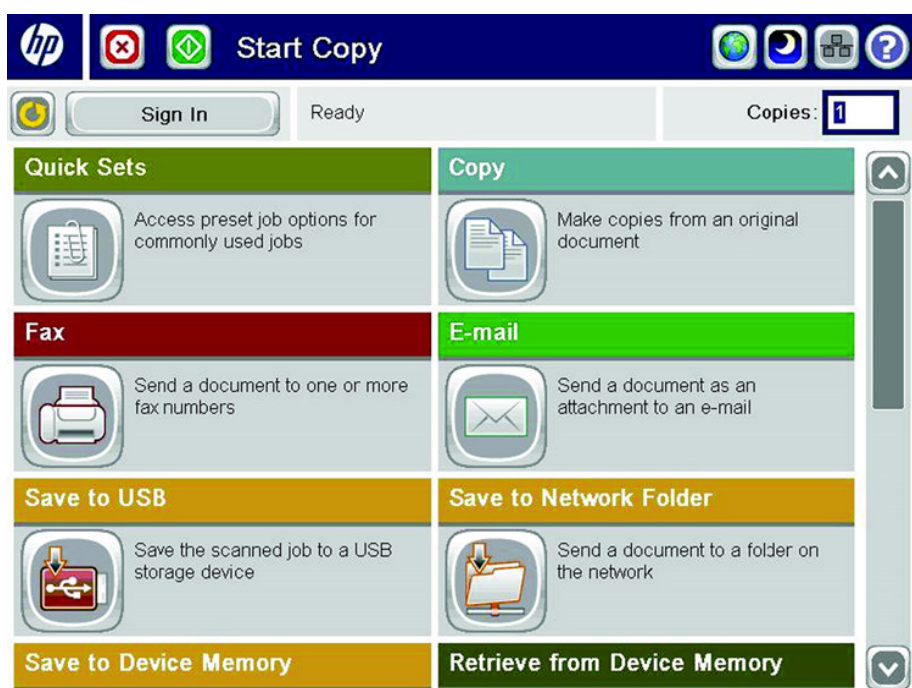 hp
Start Copy
?
Sign In
Ready
Copies: 1
Quick Sets
Access preset job options for
commonly used jobs
Copy
Make copies from an original
document
Fax
Send a document to one or more
fax numbers
E-mail
Send a document as an
attachment to an e-mail
Save to USB
Save the scanned job to a USB
storage device
Save to Network Folder
Send a document to a folder on
the network
Save to Device Memory
Retrieve from Device Memory